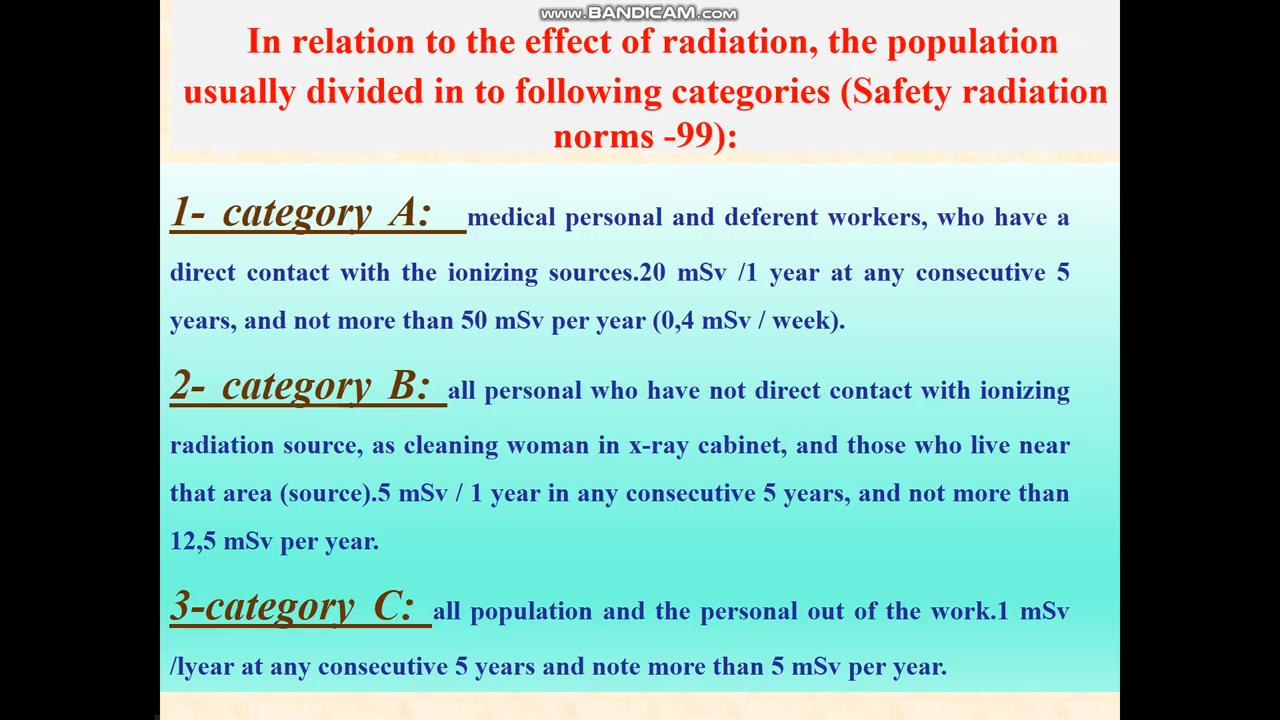 www.BANDICAM.com
In relation to the effect of radiation, the population
usually divided in to following categories (Safety radiation
norms -99):
1- category A: medical personal and deferent workers, who have a
direct contact with the ionizing sources.20 mSv /1 year at any consecutive 5
years, and not more than 50 mSv per year (0,4 mSv / week).
2- category B: all personal who have not direct contact with ionizing
radiation source, as cleaning woman in x-ray cabinet, and those who live near
that area (source).5 mSv / 1 year in any consecutive 5 years, and not more than
12,5 mSv per year.
3-category C: all population and the personal out of the work.1 mSv
/lyear at any consecutive 5 years and note more than 5 mSv per year.